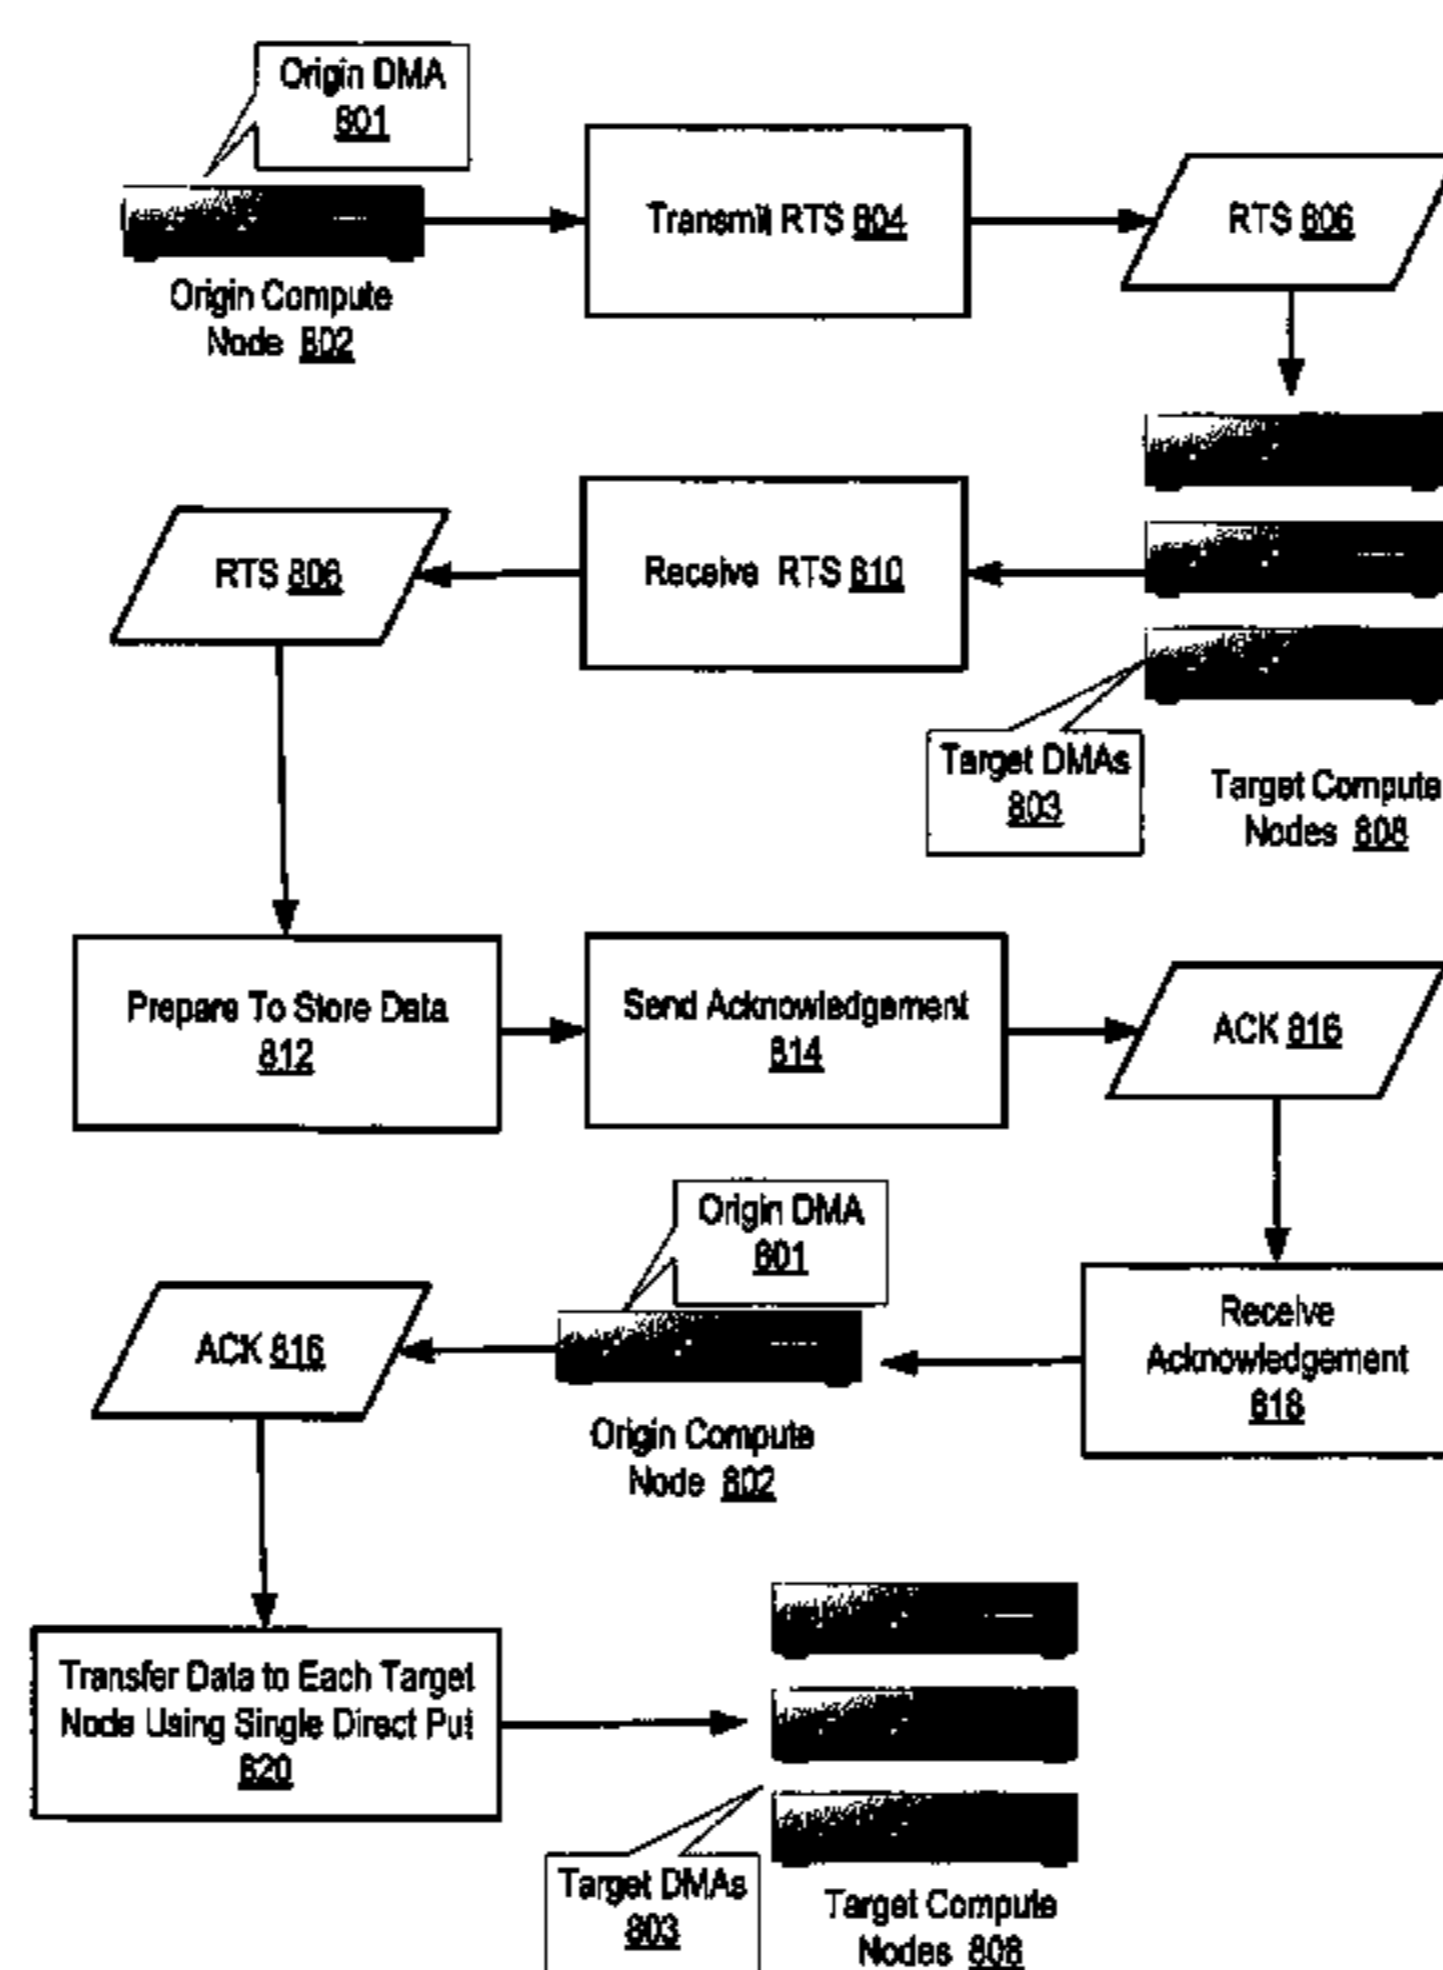 Origin DMA
801
Transmit RTS 804
RTS 806
Origin Compute
Node 802
RTS 806
Receive RTS 810
Target DMAs
803
Target Compute
Nodes 808
Prepare To Store Data
812
Send Acknowledgement
814
ACK 816
Origin DMA
801
ACK 816
Receive
Acknowledgement
818
Origin Compute
Node 802
Transfer Data to Each Target
Node Using Single Direct Put
820
Target DMAs
803
Target Compute
Nodes 808